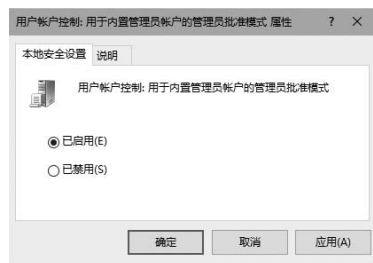 用户帐户控制: 用于内置管理员帐户的管理员批准模式 属性 ? ×
本地安全设置 说明
用户帐户控制: 用于内置管理员帐户的管理员批准模式
已启用(E)
已禁用(S)
确定 取消 应用(A)